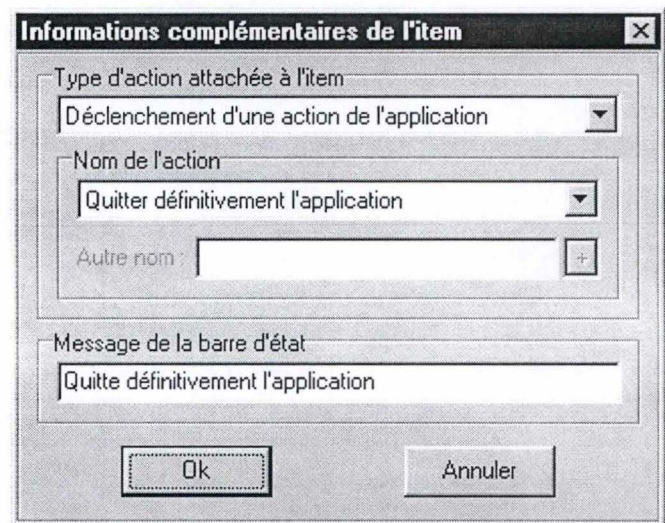 Informations complémentaires de l'item
Type d'action attachée à l'item
Déclenchement d'une action de l'application
Nom de l'action
Quitter définitivement l'application
Autre nom :
+
Message de la barre d'état
Quitte définitivement l'application
Ok
Annuler